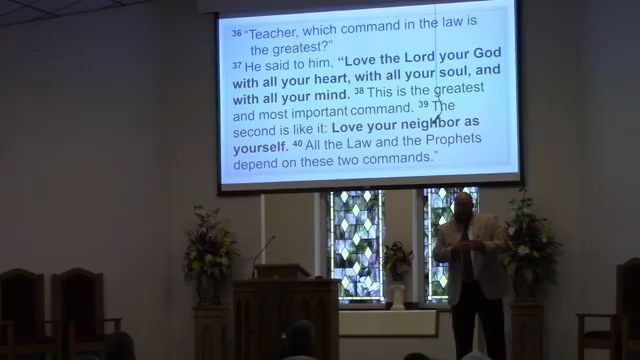 36 "Teacher, which command in the law is
the greatest?"
37 He said to him, "Love the Lord your God
with all your heart, with all your soul, and
with all your mind. 38 This is the greatest
and most important command. 39 The
second is like it: Love your neighbor as
yourself. 40 All the Law and the Prophets
depend on these two commands."